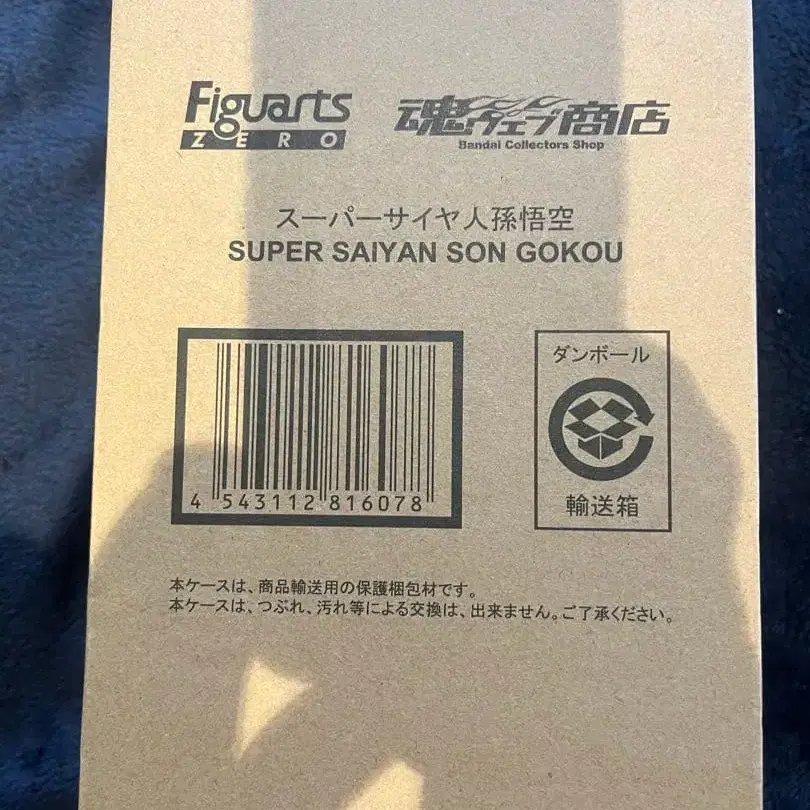 Figuarts
ZERO
魂ウェブ商店
Bandai Collectors Shop
スーパーサイヤ人孫悟空
SUPER SAIYAN SON GOKOU
4 543112 816078
ダンボール
輸送箱
本ケースは、商品輸送用の保護梱包材です。
本ケースは、つぶれ、汚れ等による交換は、出来ません。ご了承ください。